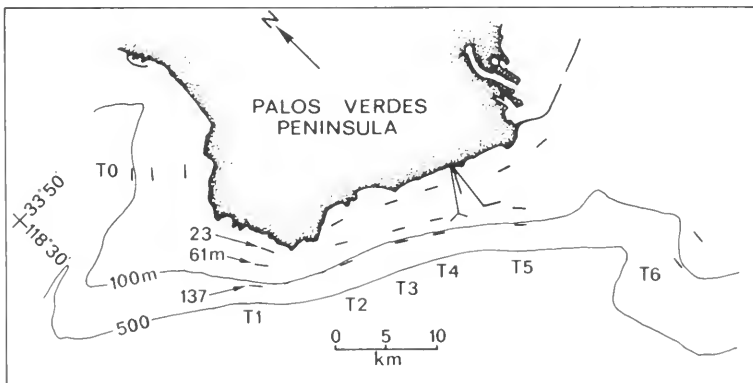 N
PALOS VERDES
PENINSULA
T0
33°50'
118°30'
23
61m
100m
137
500
T1
T2
T3
T4
T5
T6
0 5 10
km